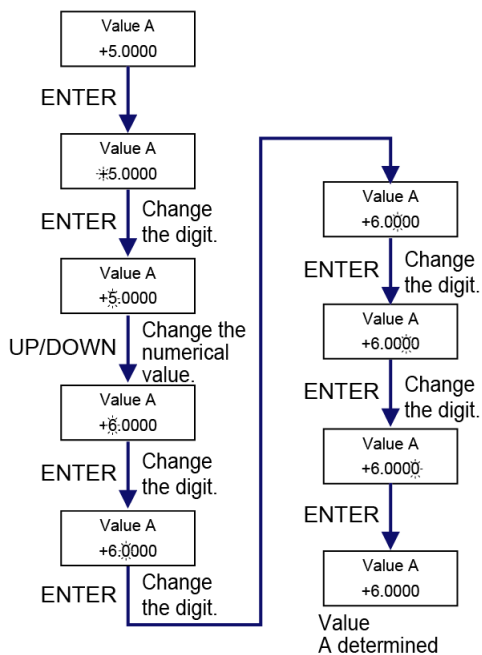 Value A
+5.0000
ENTER
Value A
+5.0000
ENTER
Change
the digit.
Value A
+5.0000
UP/DOWN
Change the
numerical
value.
Value A
+6.0000
ENTER
Change
the digit.
Value A
+6.0000
ENTER
Change
the digit.
Value A
+6.0000
ENTER
Change
the digit.
Value A
+6.0000
ENTER
Change
the digit.
Value A
+6.0000
ENTER
Value A
+6.0000
Value
A determined